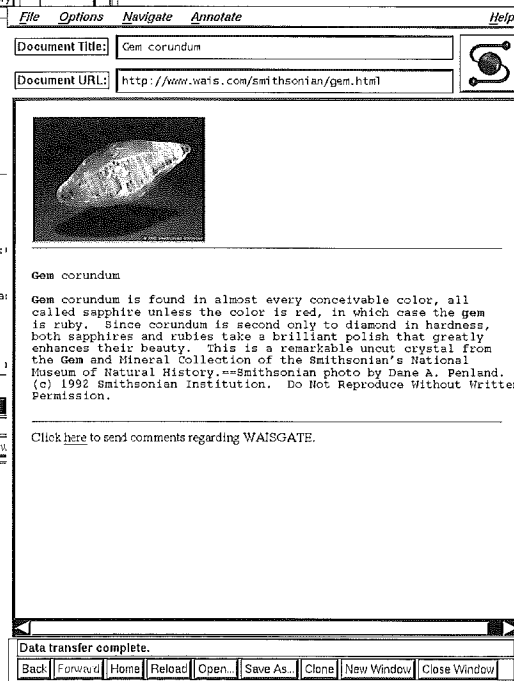 File Options Navigate Annotate Help
Document Title: Gem corundum
Document URL: http://www.wais.com/smithsonian/gem.html
Gem corundum
Gem corundum is found in almost every conceivable color, all
called sapphire unless the color is red, in which case the gem
is ruby. Since corundum is second only to diamond in hardness,
both sapphires and rubies take a brilliant polish that greatly
enhances their beauty. This is a remarkable uncut crystal from
the Gem and Mineral Collection of the Smithsonian's National
Museum of Natural History.==Smithsonian photo by Dane A. Penland.
(c) 1992 Smithsonian Institution. Do Not Reproduce Without Written
Permission.
Click here to send comments regarding WAISGATE.
Data transfer complete.
Back Forward Home Reload Open... Save As... Clone New Window Close Window